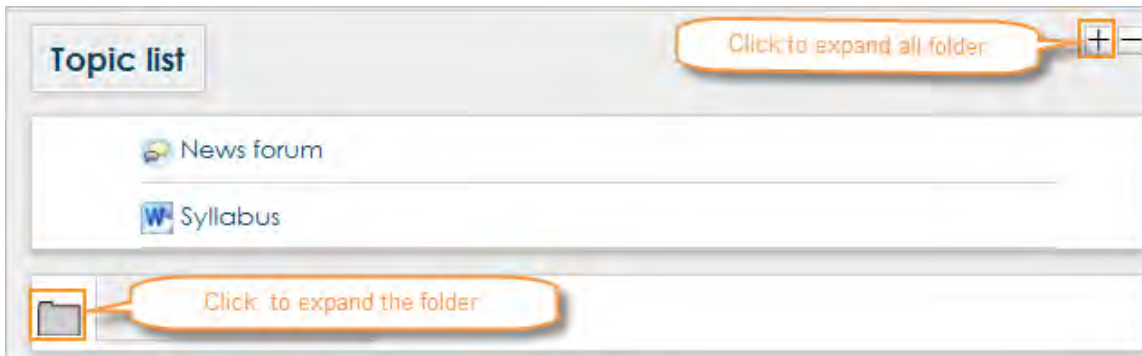 Click to expand all folder
Topic list
News forum
Syllabus
Click to expand the folder